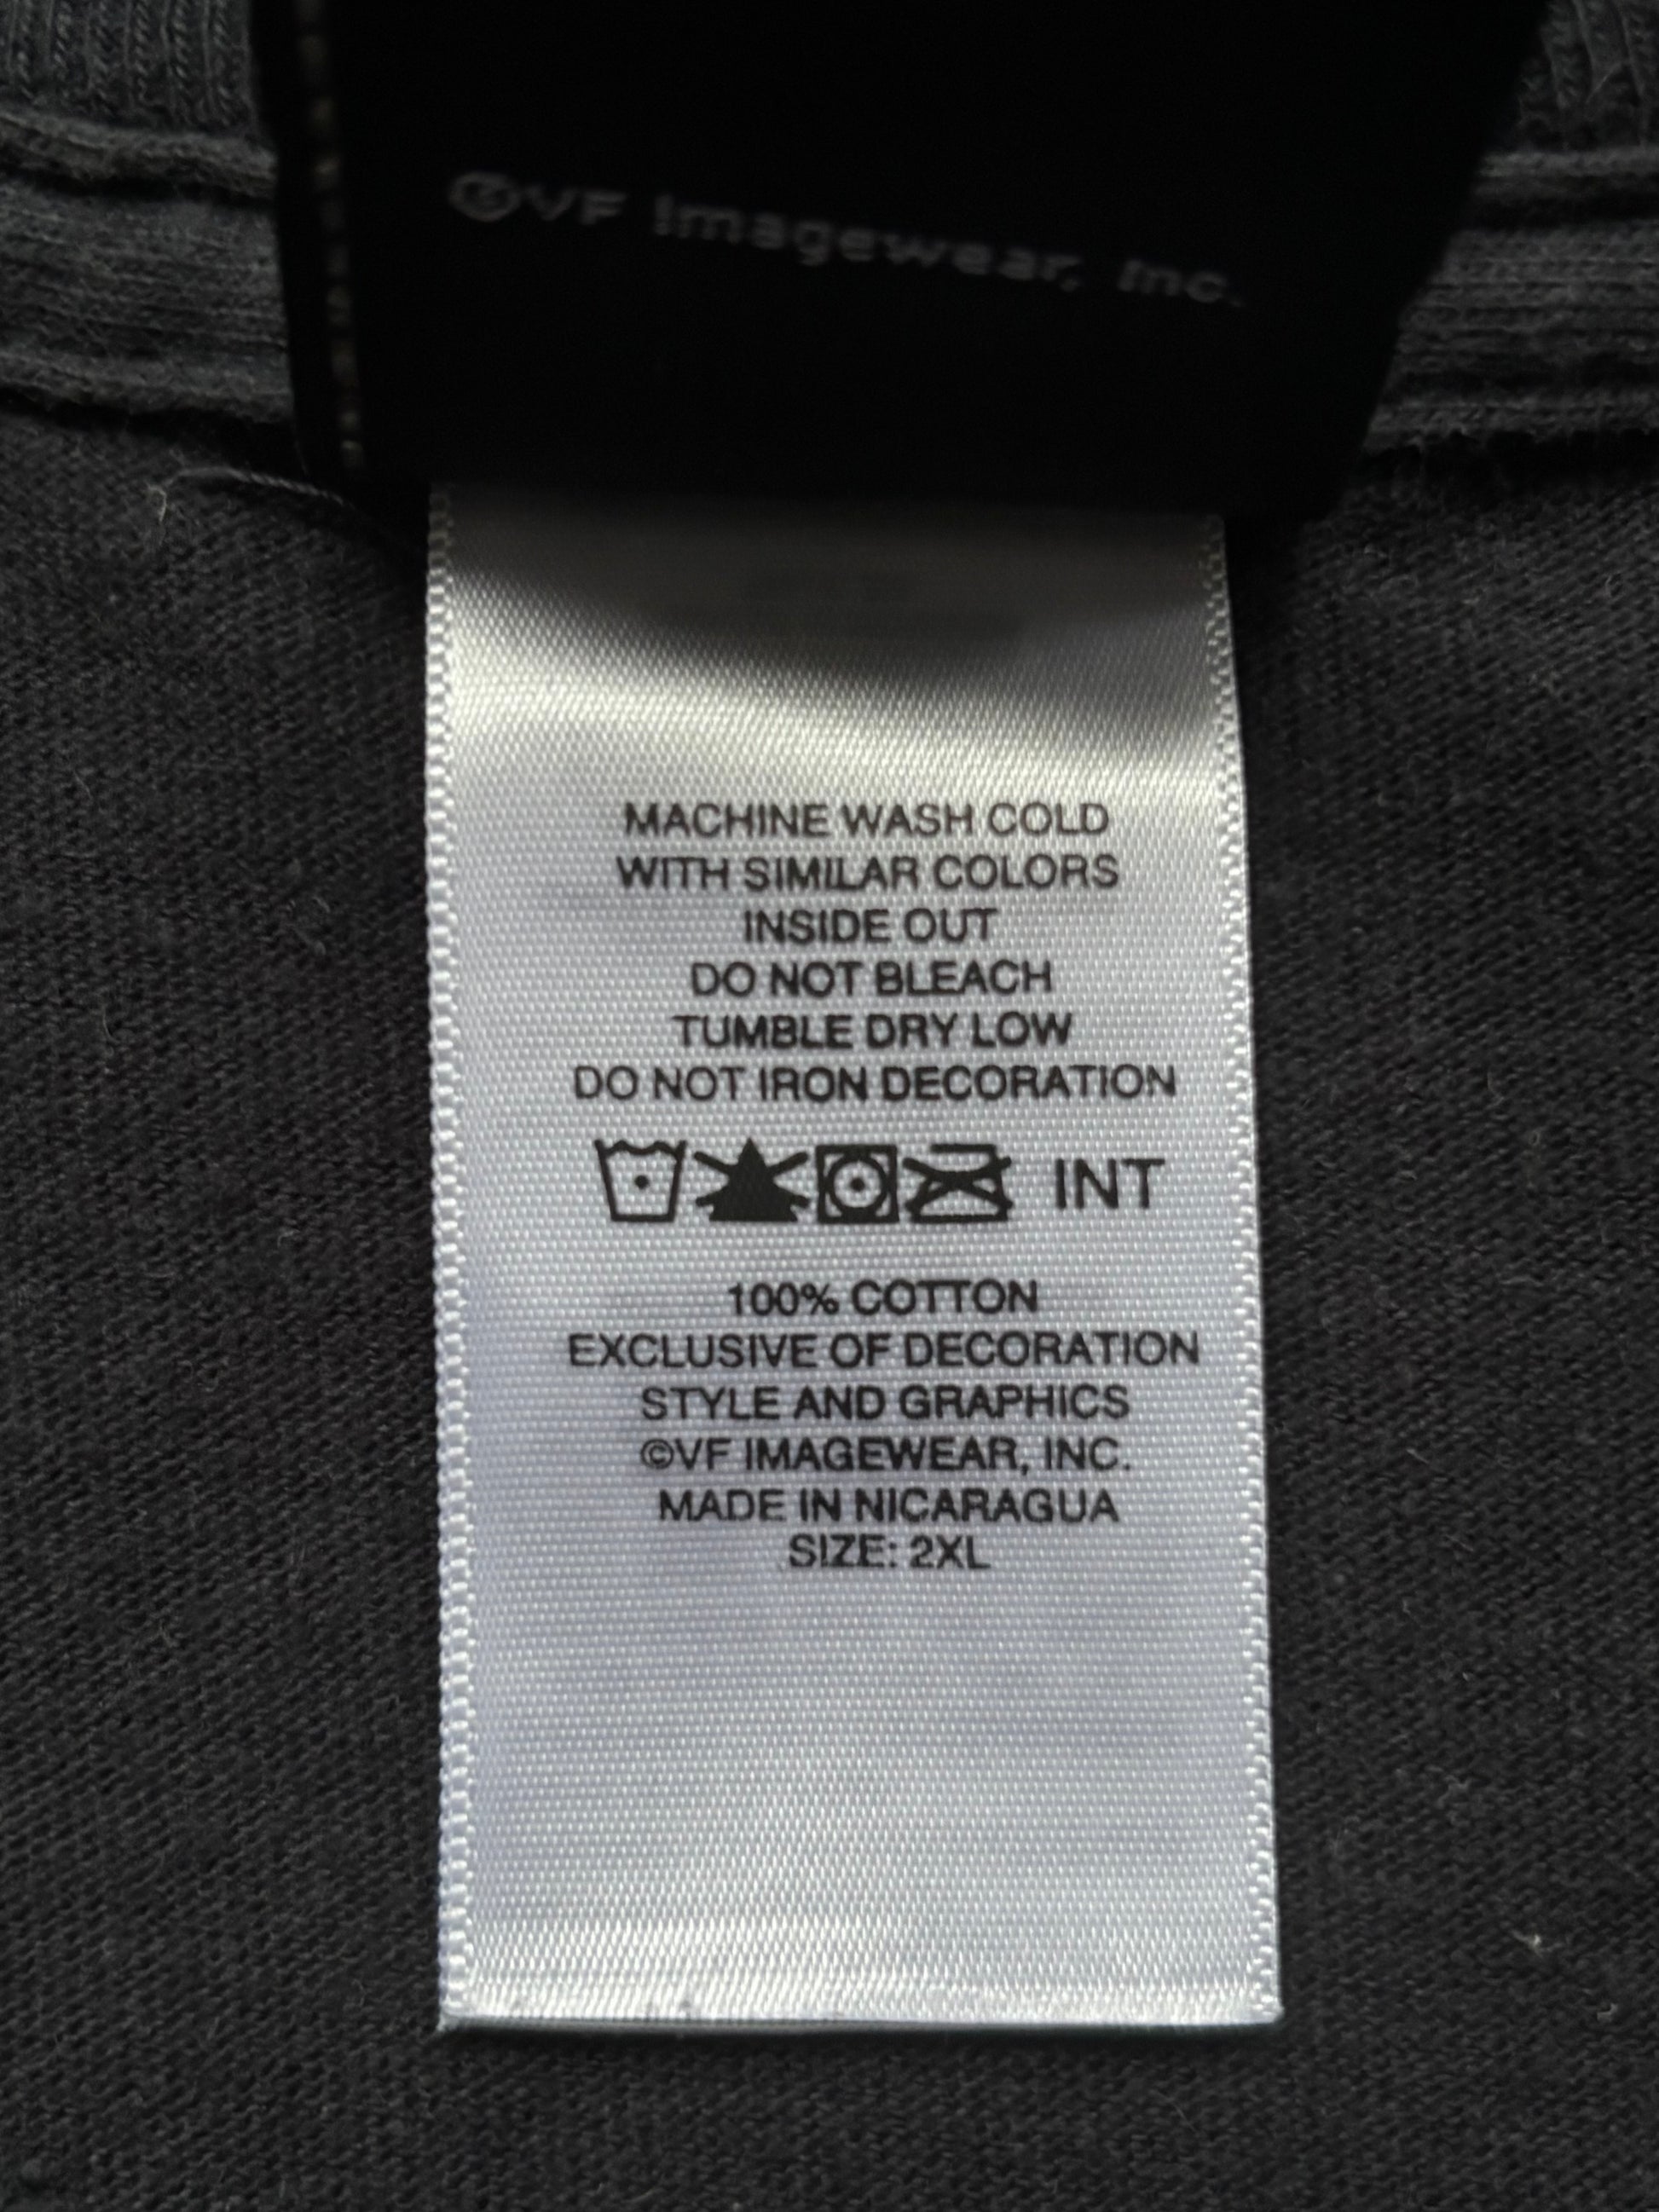 ©VF Imagewear, Inc.
MACHINE WASH COLD
WITH SIMILAR COLORS
INSIDE OUT
DO NOT BLEACH
TUMBLE DRY LOW
DO NOT IRON DECORATION
INT
100% COTTON
EXCLUSIVE OF DECORATION
STYLE AND GRAPHICS
©VF IMAGEWEAR, INC.
MADE IN NICARAGUA
SIZE: 2XL